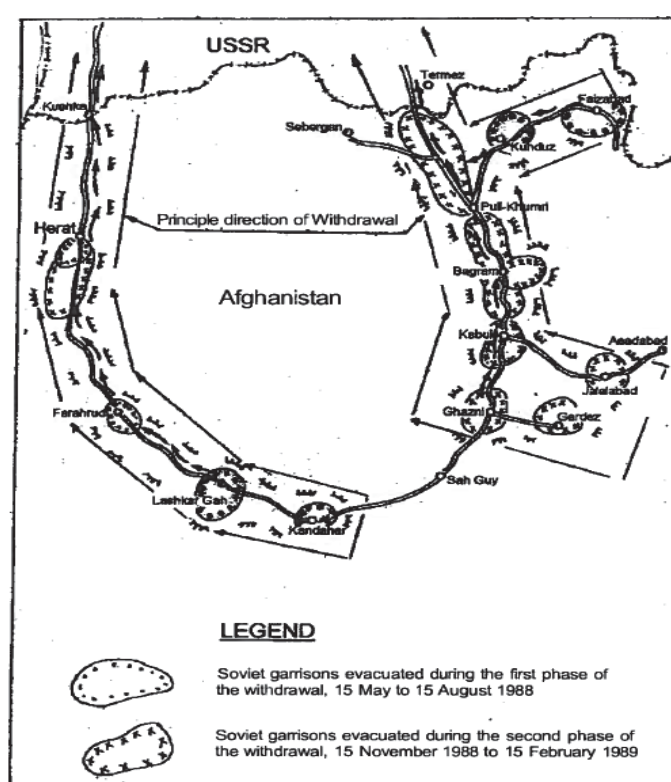 USSR
Termez
Kushka
Faizabad
Sebergan
Kunduz
Puli-Khumri
Principle direction of Withdrawal
Herat
Bagram
Afghanistan
Kabul
Asadabad
Jalalabad
Farahrud
Ghazni
Gardez
Sah Guy
Lashkar Gah
Kandahar
LEGEND
Soviet garrisons evacuated during the first phase of
the withdrawal, 15 May to 15 August 1988
Soviet garrisons evacuated during the second phase of
the withdrawal, 15 November 1988 to 15 February 1989